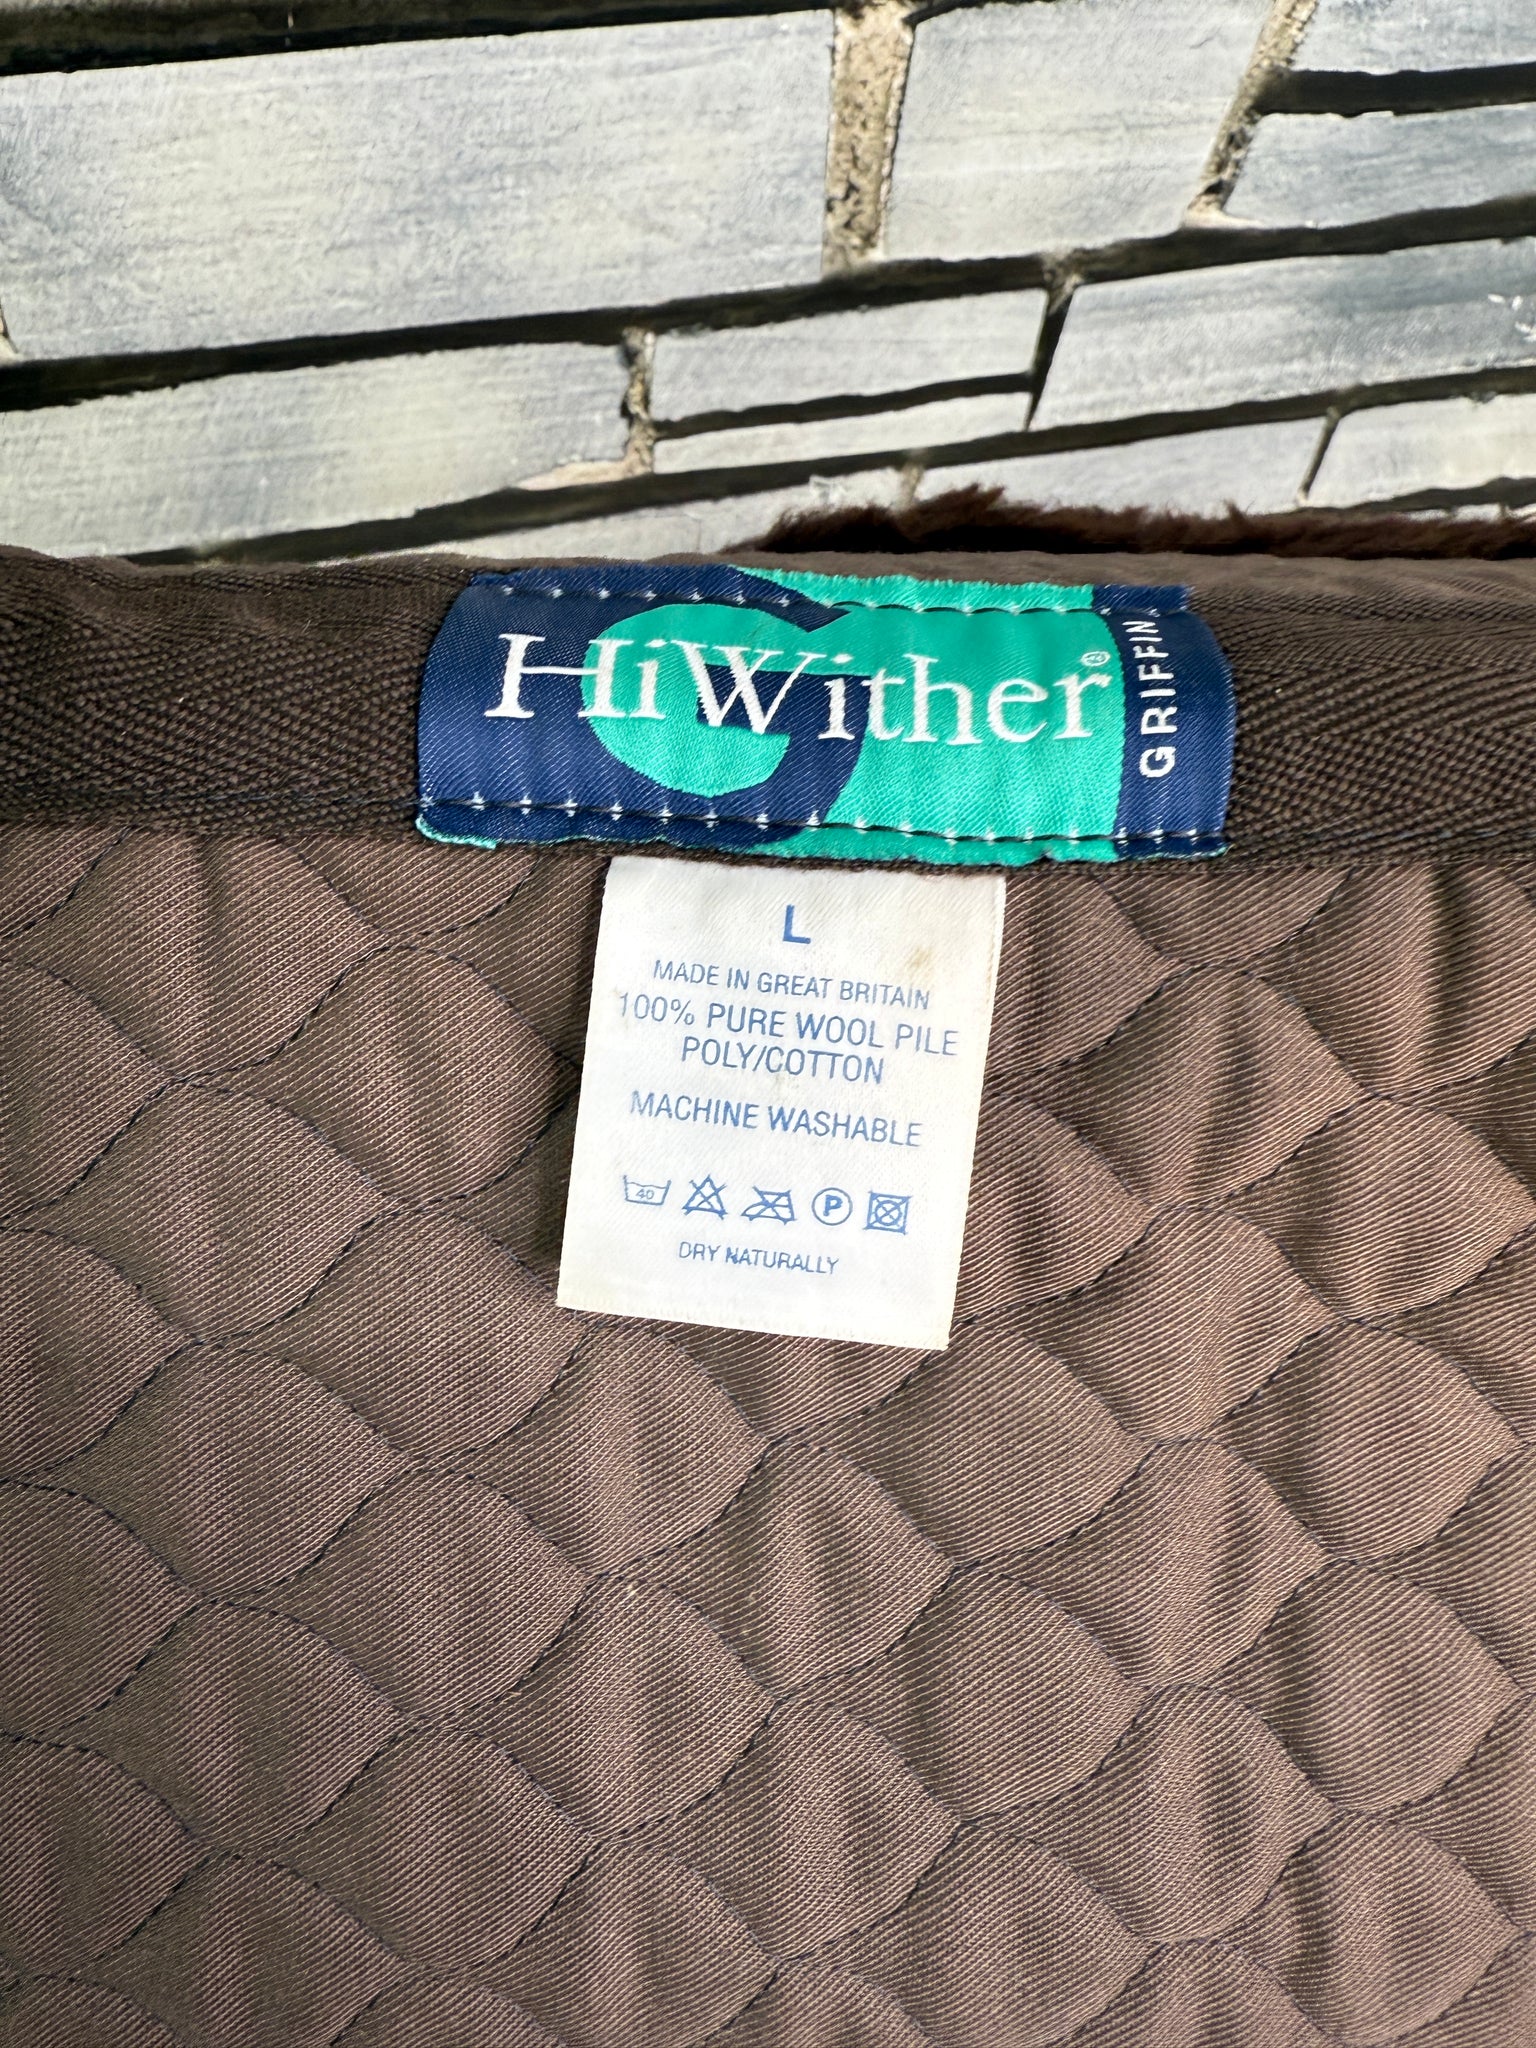 HiWither®
GRIFFIN
L
MADE IN GREAT BRITAIN
100% PURE WOOL PILE
POLY/COTTON
MACHINE WASHABLE
40
P
DRY NATURALLY